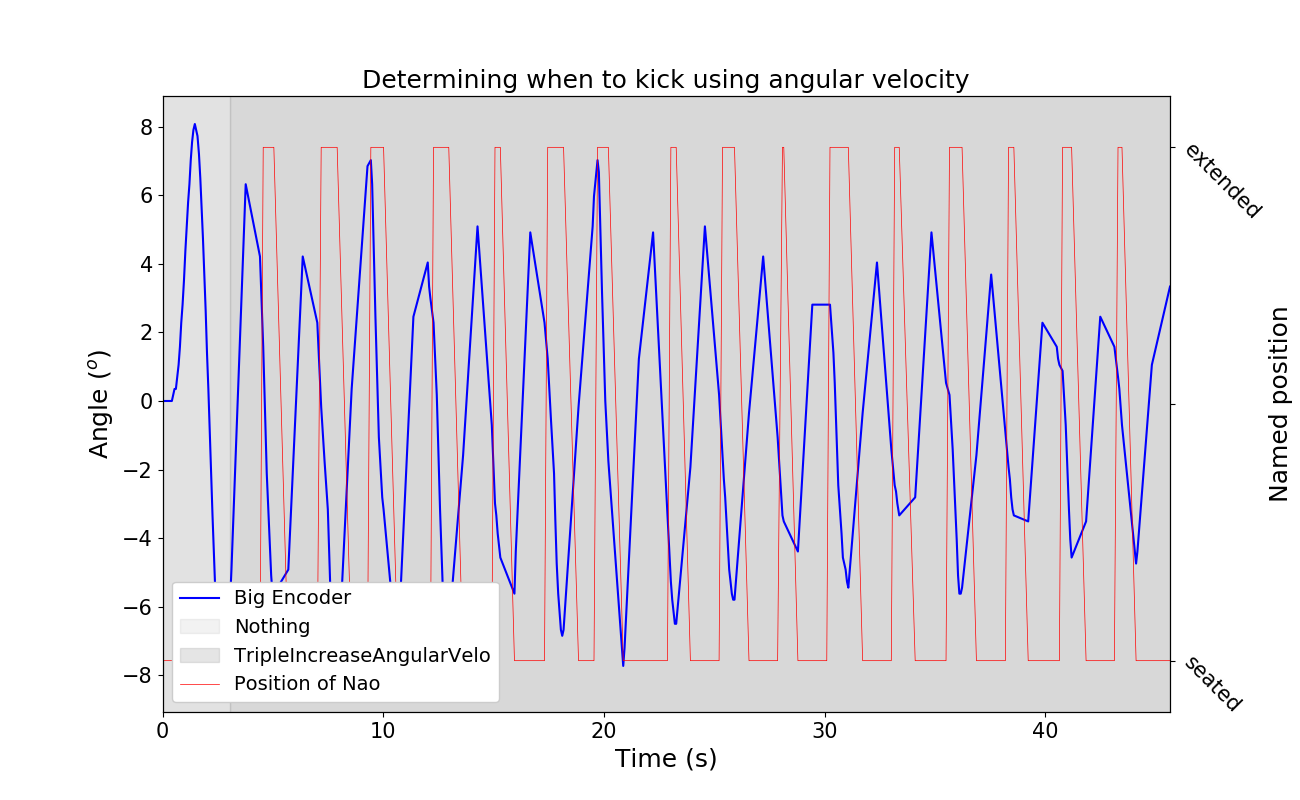 Determining when to kick using angular velocity
8
6
4
2
0
−2
−4
−6
−8
Angle (o)
extended
seated
Named position
Big Encoder
Nothing
TripleIncreaseAngularVelo
Position of Nao
0 10 20 30 40
Time (s)